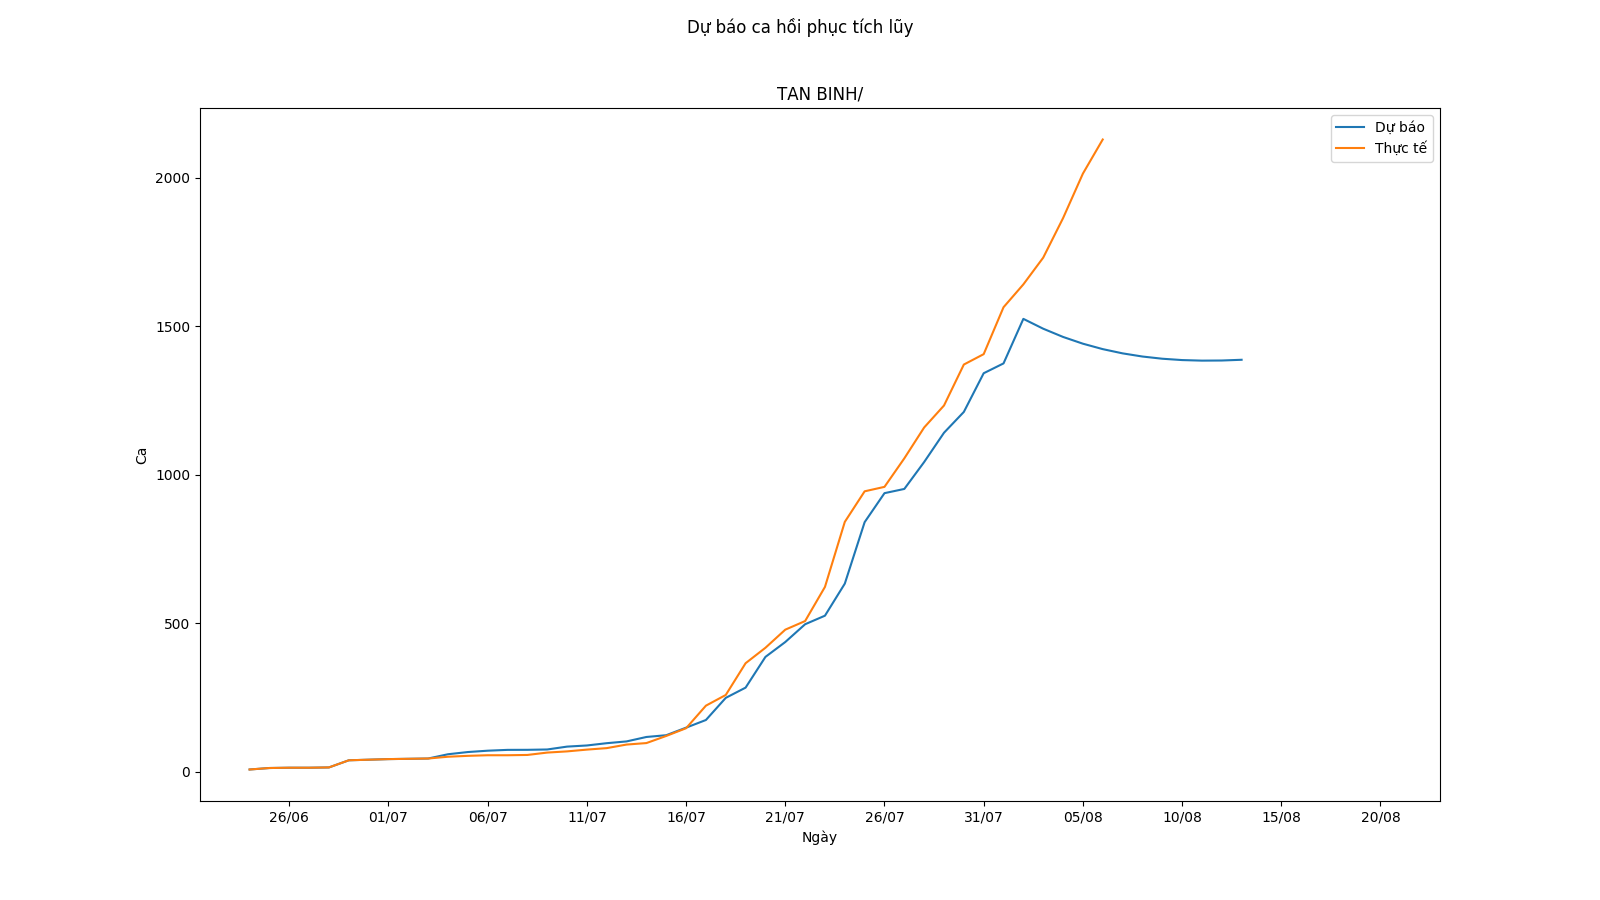 Dự báo ca hồi phục tích lũy
TAN BINH/
Dự báo
Thực tế
2000
1500
1000
500
0
Ca
26/06 01/07 06/07 11/07 16/07 21/07 26/07 31/07 05/08 10/08 15/08 20/08
Ngày